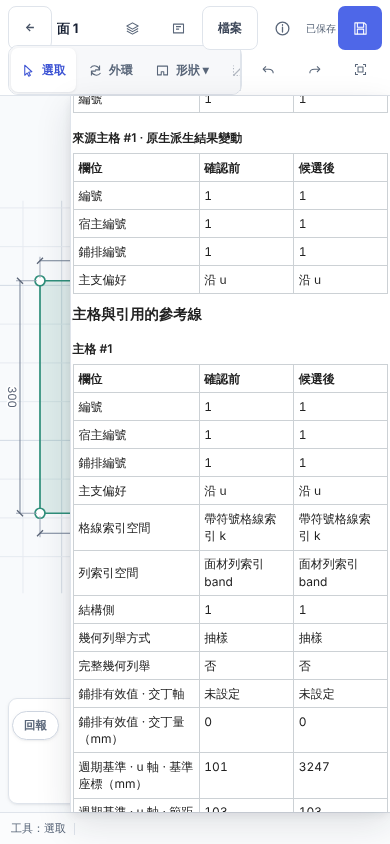 面 1
檔案
已保存
選取
外環
形狀 ▾
編號 1 1
來源主格 #1 · 原生派生結果變動
欄位 確認前 候選後
編號 1 1
宿主編號 1 1
鋪排編號 1 1
主支偏好 沿 u 沿 u
主格與引用的參考線
主格 #1
欄位 確認前 候選後
編號 1 1
宿主編號 1 1
鋪排編號 1 1
主支偏好 沿 u 沿 u
格線索引空間 帶符號格線索引 k 帶符號格線索引 k
列索引空間 面材列索引 band 面材列索引 band
結構側 1 1
幾何列舉方式 抽樣 抽樣
完整幾何列舉 否 否
鋪排有效值 · 交丁軸 未設定 未設定
鋪排有效值 · 交丁量（mm） 0 0
週期基準 · u 軸 · 基準座標（mm） 101 3247
週期基準 · u 軸 · 節距 103 103
300
回報
工具：選取